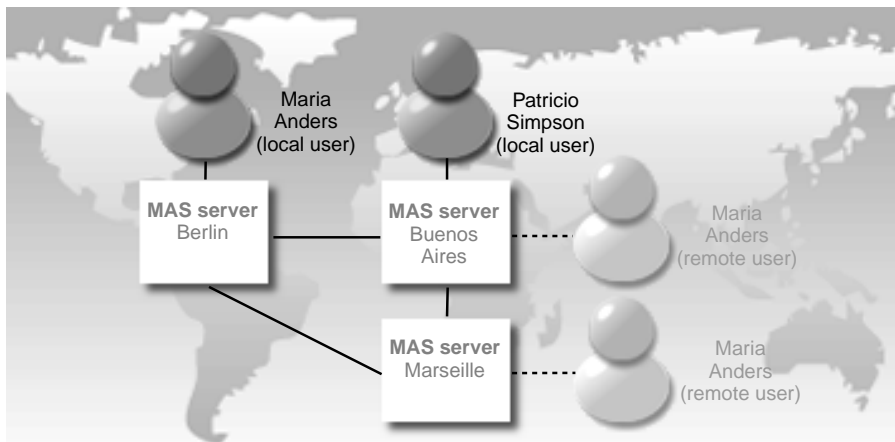 Maria
Anders
(local user)
Patricio
Simpson
(local user)
MAS server
Berlin
MAS server
Buenos
Aires
Maria
Anders
(remote user)
MAS server
Marseille
Maria
Anders
(remote user)